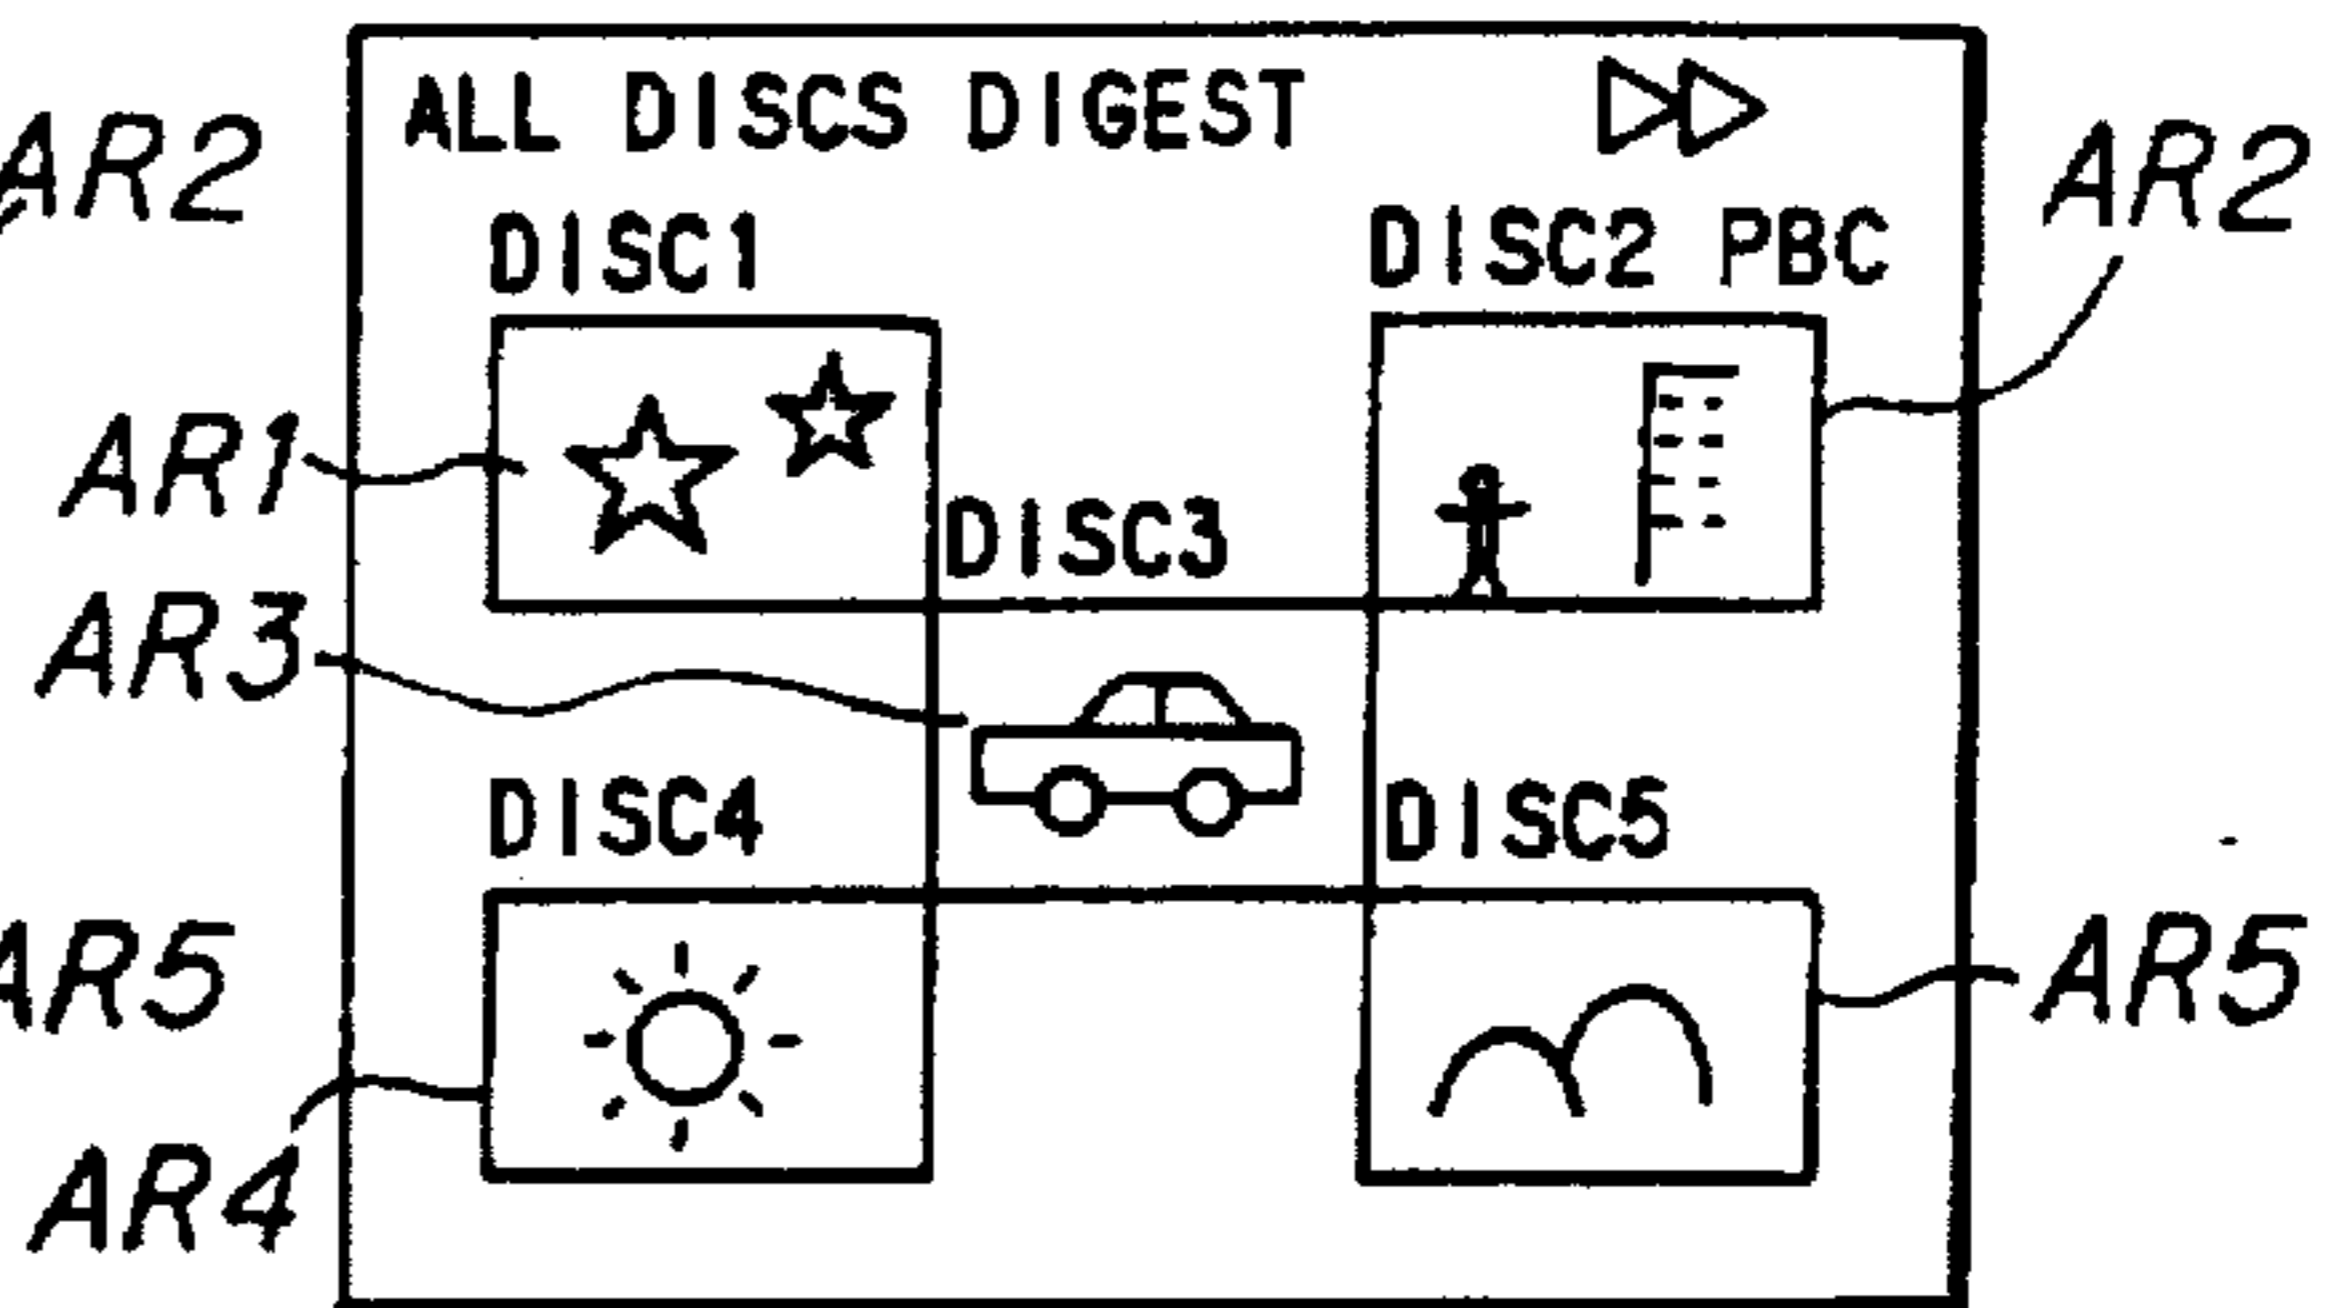 ALL DISCS DIGEST
AR2
AR2
DISC1
DISC2 PBC
AR1
DISC3
AR3
DISC4
DISC5
AR5
AR5
AR4